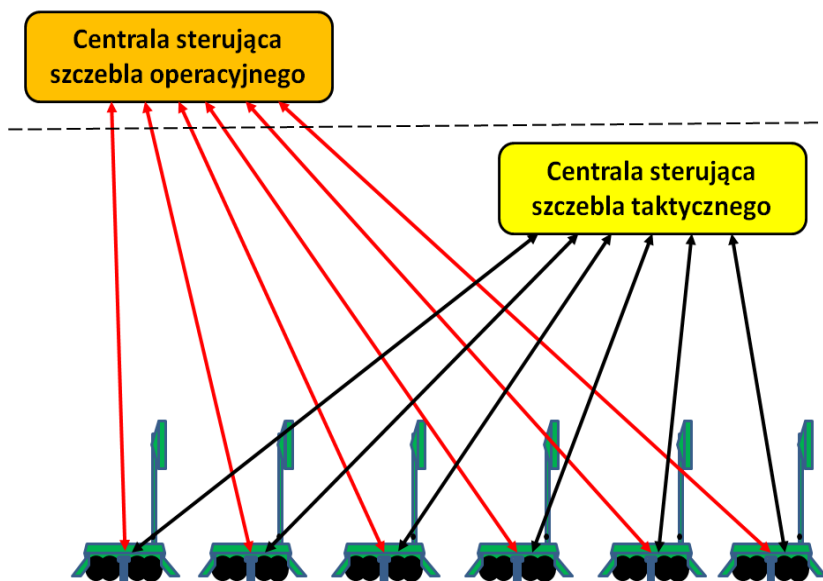 Centrala sterująca
szczebla operacyjnego
Centrala sterująca
szczebla taktycznego